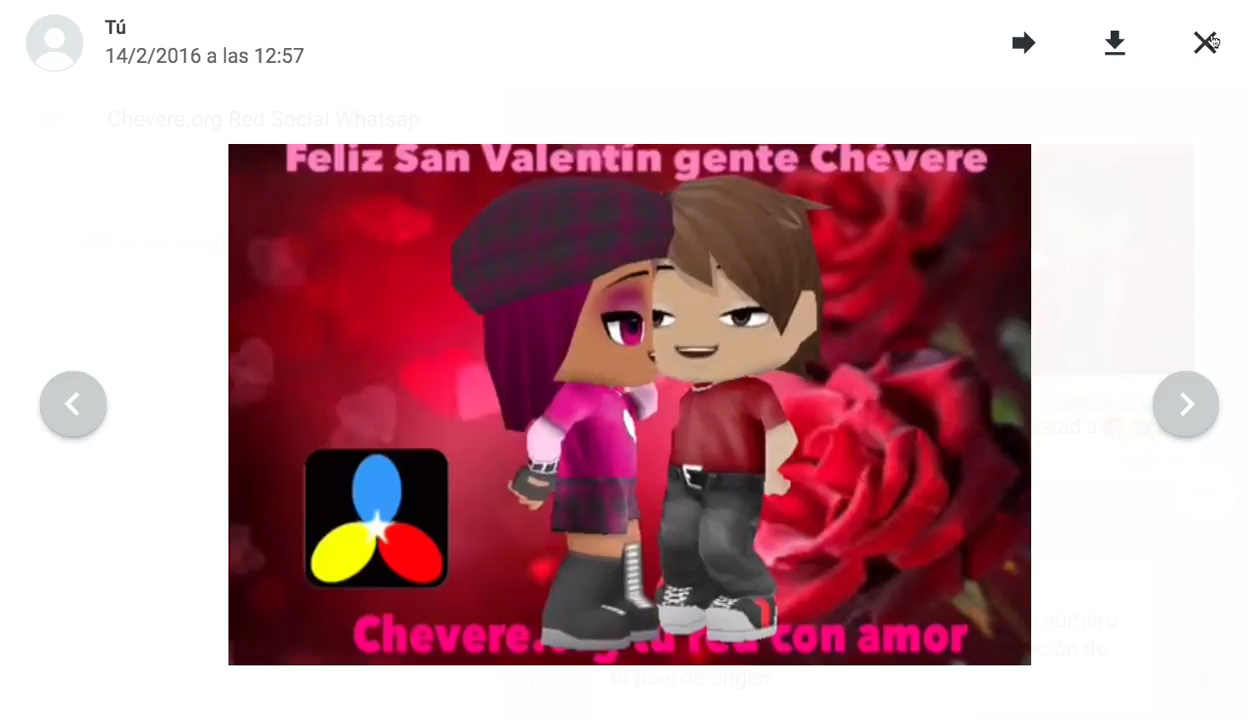 Tú
14/2/2016 a las 12:57
Chevere.org Red Social Whatsap
Feliz San Valentín gente Chévere
stad a
Chevere. tu red con amor
número
ción de
Tu país de origen